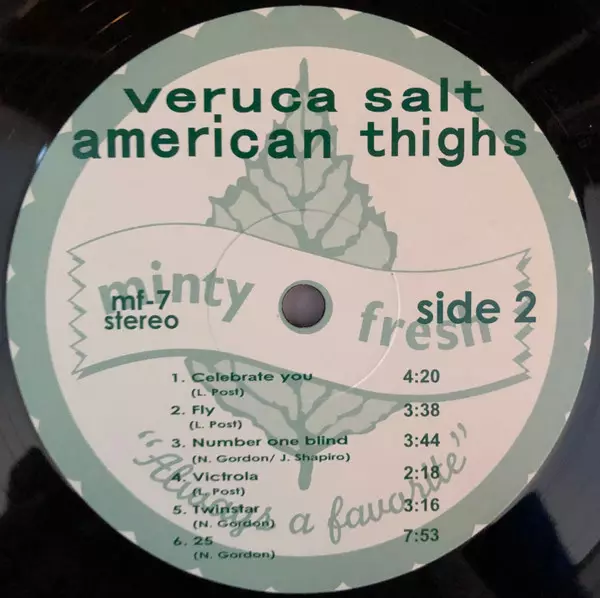 veruca salt
american thighs
minty
fresh
mf-7
stereo
side 2
1. Celebrate you 4:20
(L. Post)
2. Fly 3:38
(L. Post)
3. Number one blind 3:44
(N. Gordon/ J. Shapiro)
4. Victrola 2:18
(L. Post)
5. Twinstar 3:16
(N. Gordon)
6. 25 7:53
(N. Gordon)
"Always a favorite"